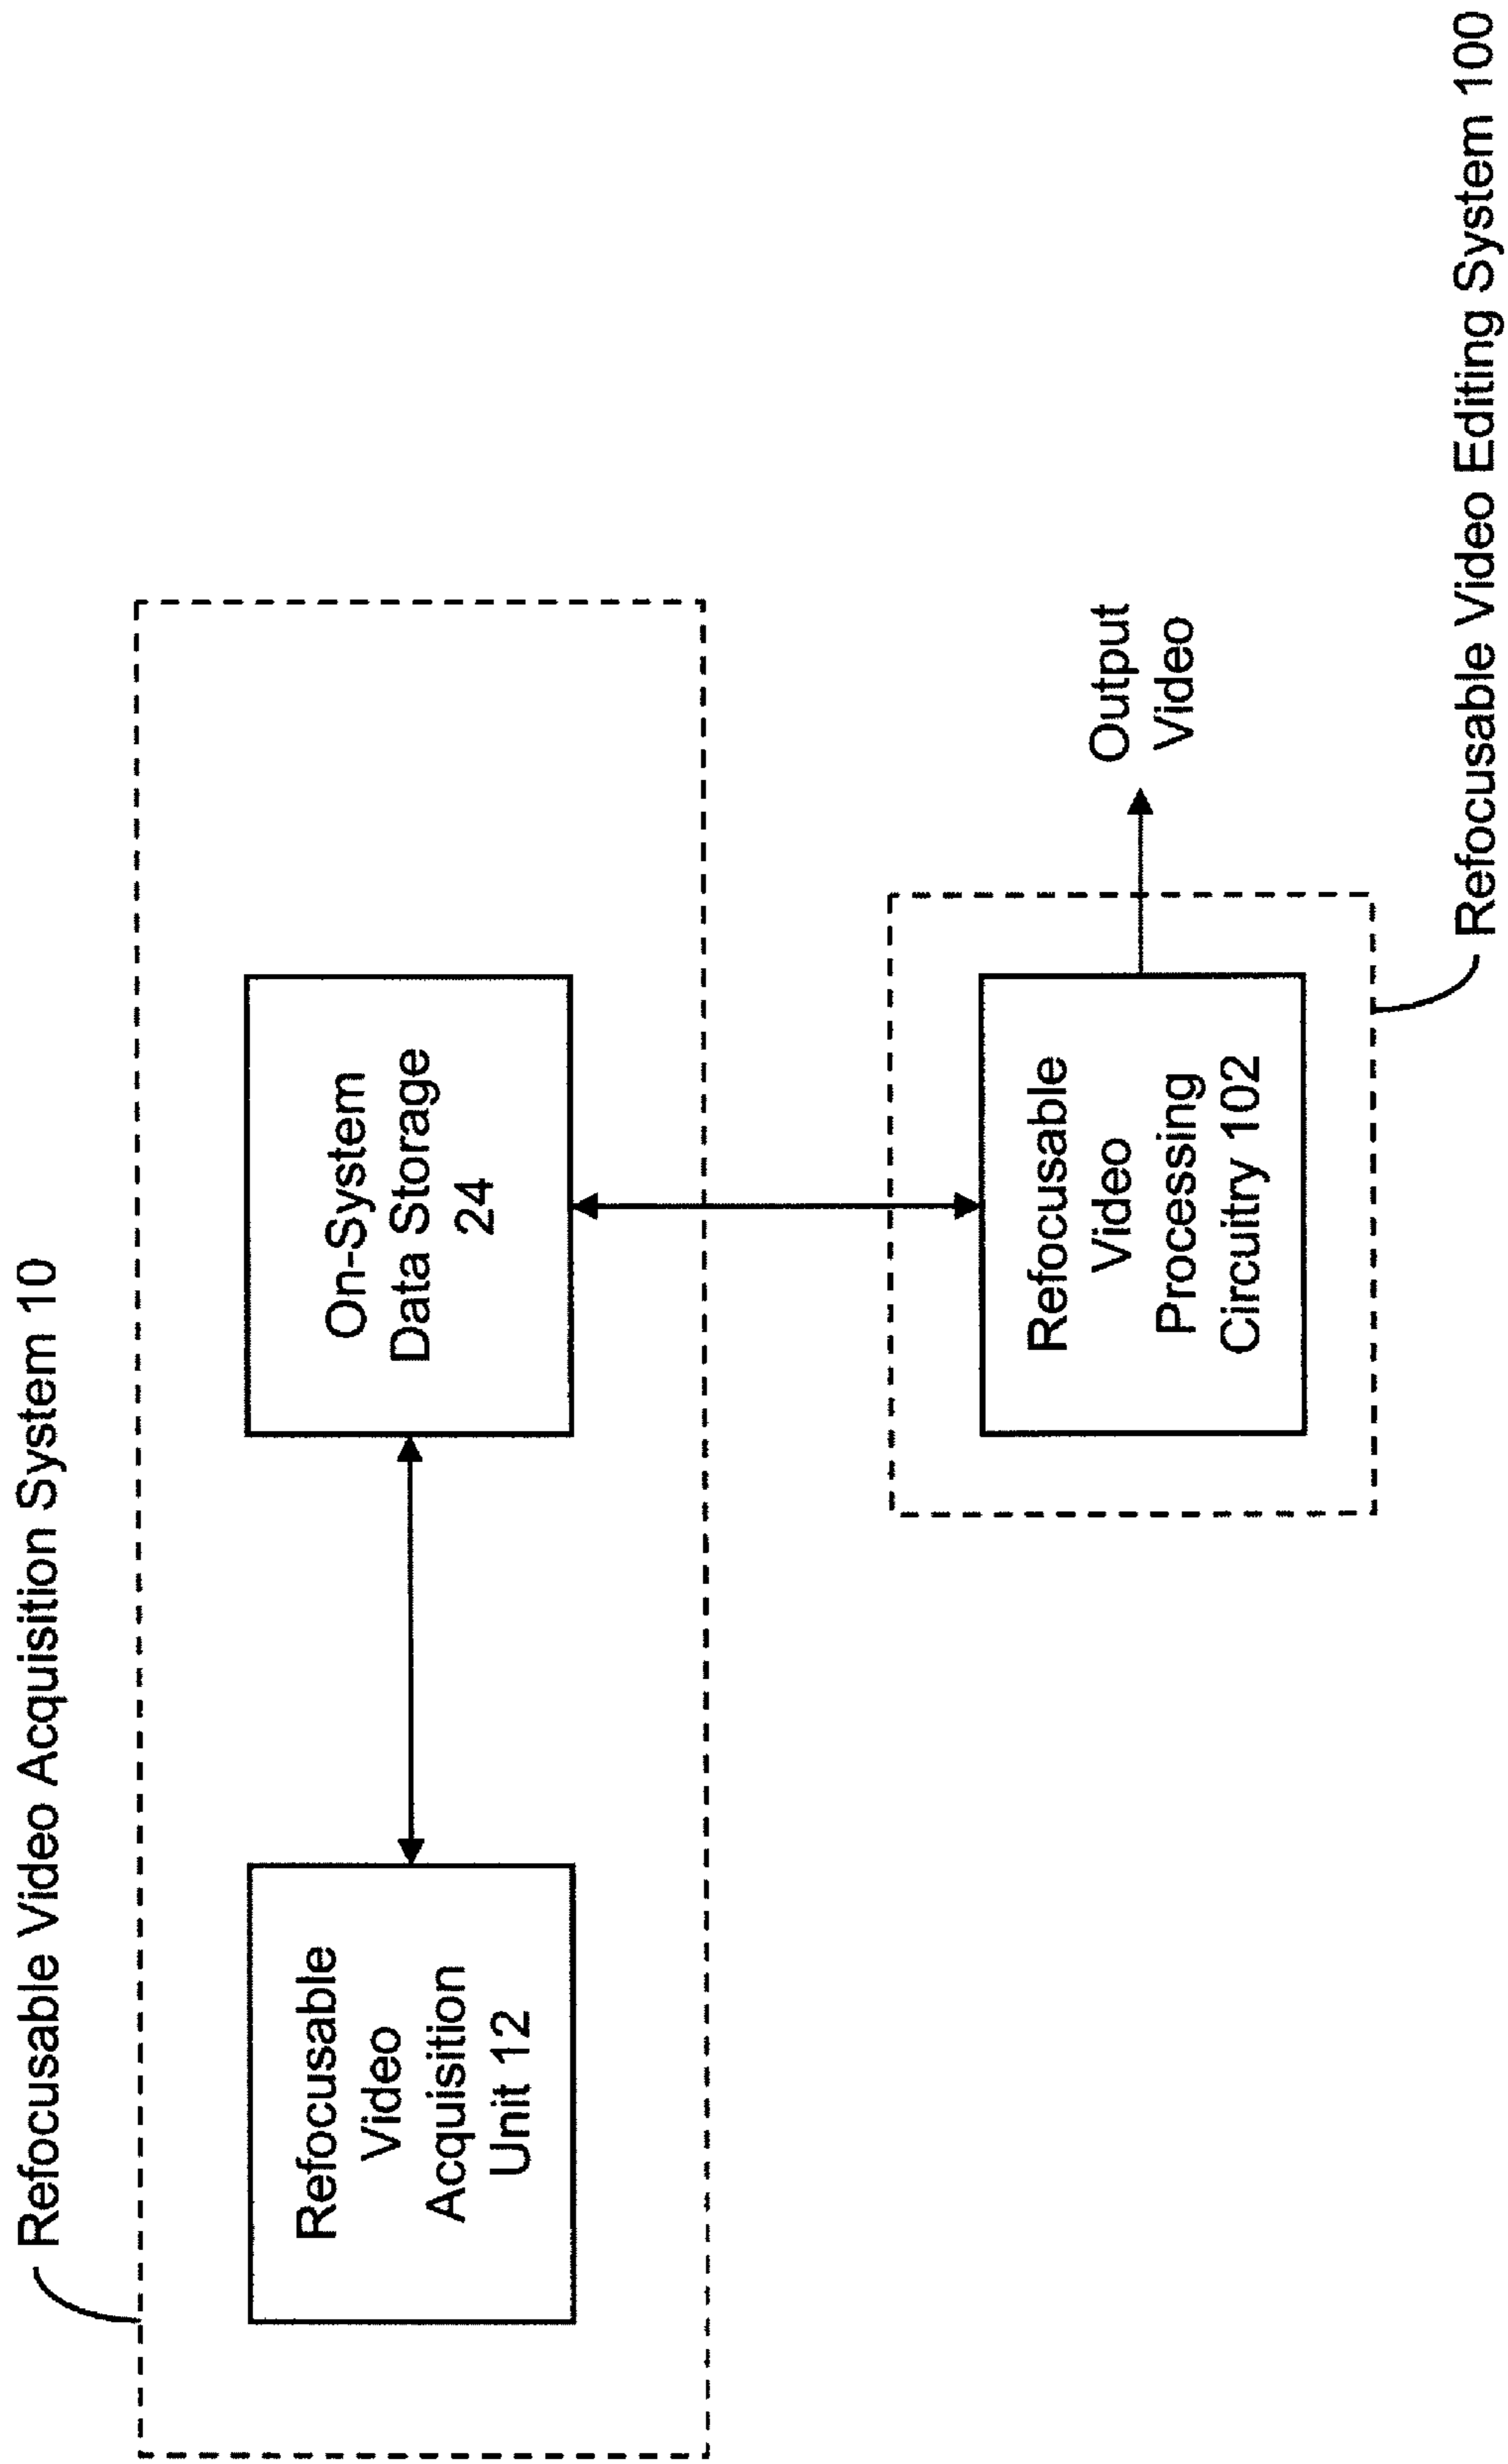 Refocusable Video Acquisition System 10
Refocusable
Video
Acquisition
Unit 12
On-System
Data Storage
24
Refocusable
Video
Processing
Circuitry 102
Output
Video
Refocusable Video Editing System 100